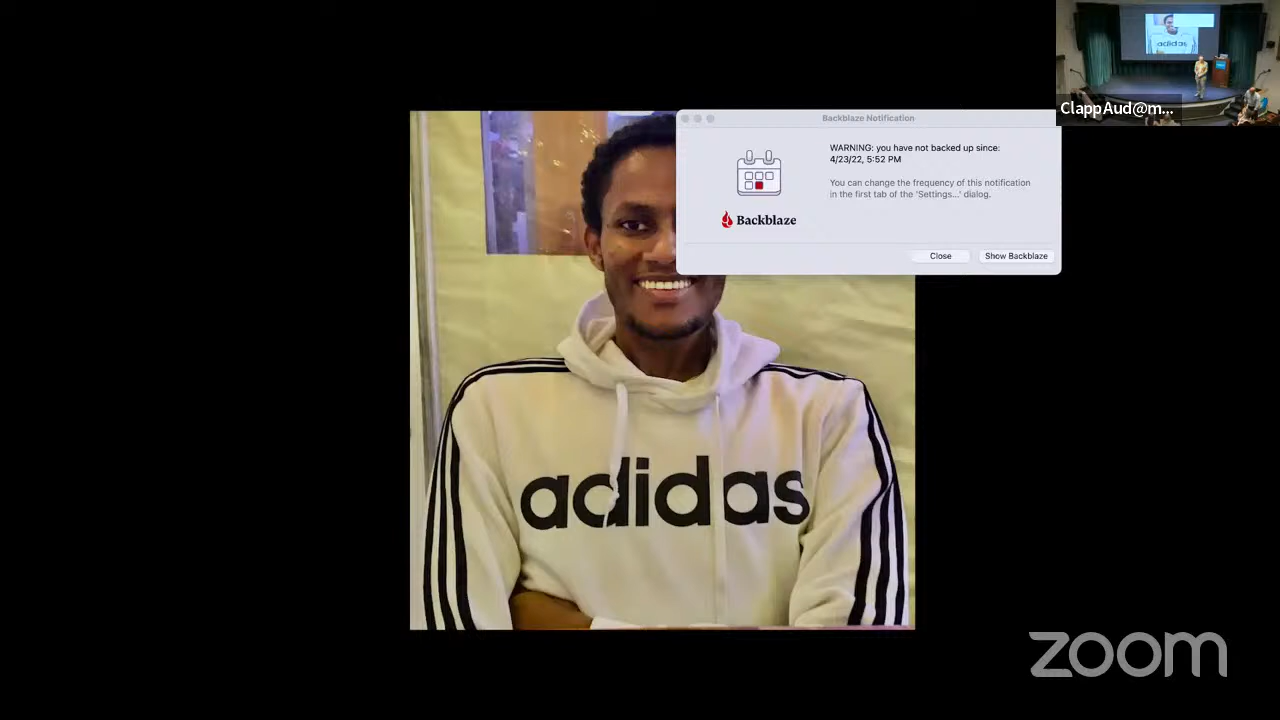 Backblaze Notification
WARNING: you have not backed up since:
4/23/22, 5:52 PM
You can change the frequency of this notification
in the first tab of the 'Settings...' dialog.
Backblaze
Close
Show Backblaze
adidas
ClappAud@m...
adidas
zoom